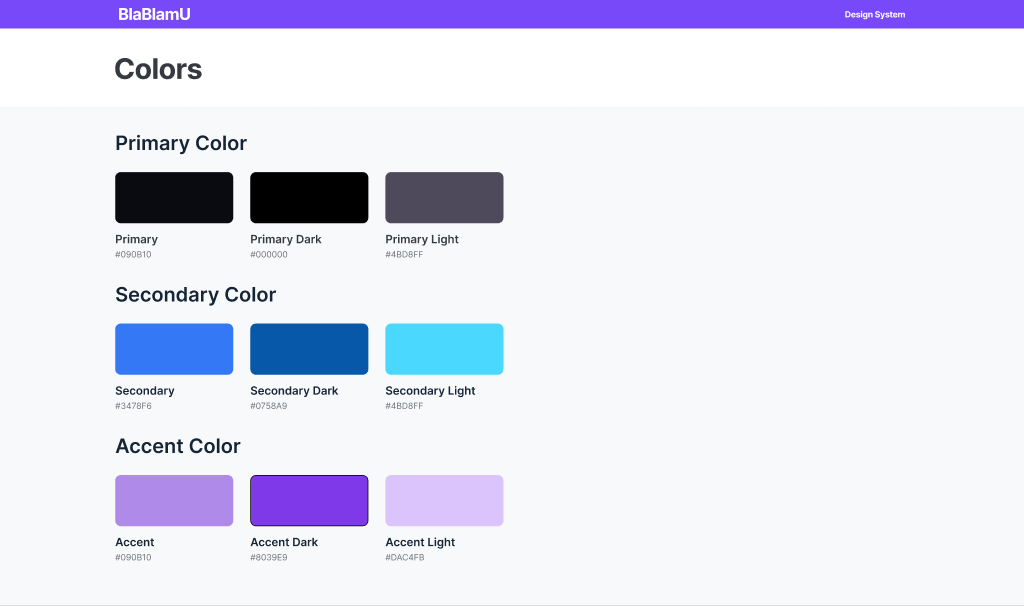 BlaBlamU
Design System
Colors
Primary Color
Primary
#090B10
Primary Dark
#000000
Primary Light
#4BD8FF
Secondary Color
Secondary
#3478F6
Secondary Dark
#0758A9
Secondary Light
#4BD8FF
Accent Color
Accent
#090B10
Accent Dark
#8039E9
Accent Light
#DAC4FB